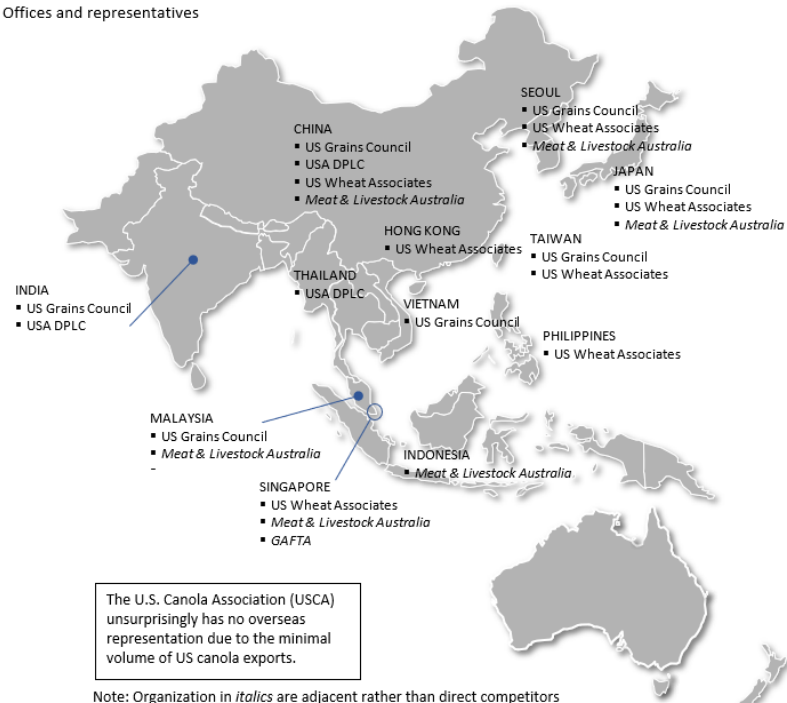 Offices and representatives
SEOUL
▪ US Grains Council
▪ US Wheat Associates
▪ Meat & Livestock Australia
CHINA
▪ US Grains Council
▪ USA DPLC
▪ US Wheat Associates
▪ Meat & Livestock Australia
JAPAN
▪ US Grains Council
▪ US Wheat Associates
▪ Meat & Livestock Australia
HONG KONG
▪ US Wheat Associates
TAIWAN
▪ US Grains Council
▪ US Wheat Associates
THAILAND
▪ USA DPLC
INDIA
▪ US Grains Council
▪ USA DPLC
VIETNAM
▪ US Grains Council
PHILIPPINES
▪ US Wheat Associates
MALAYSIA
▪ US Grains Council
▪ Meat & Livestock Australia
-
INDONESIA
▪ Meat & Livestock Australia
SINGAPORE
▪ US Wheat Associates
▪ Meat & Livestock Australia
▪ GAFTA
The U.S. Canola Association (USCA)
unsurprisingly has no overseas
representation due to the minimal
volume of US canola exports.
Note: Organization in italics are adjacent rather than direct competitors